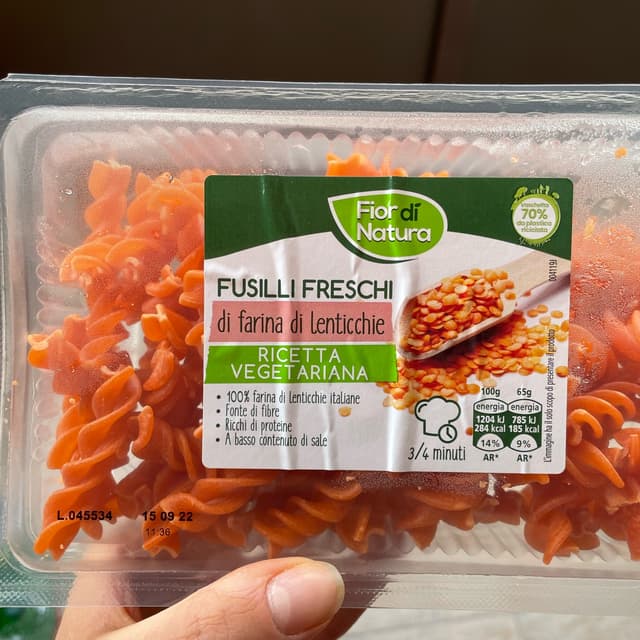 Fior di
Natura
vaschetta
70%
da plastica
riciclata
004119J
FUSILLI FRESCHI
di farina di lenticchie
RICETTA
VEGETARIANA
• 100% farina di lenticchie italiane
• Fonte di fibre
• Ricchi di proteine
• A basso contenuto di sale
3/4 minuti
100g 65g
energia energia
1204 kJ 785 kJ
284 kcal 185 kcal
14% 9%
AR* AR*
L'immagine ha il solo scopo di presentare il prodotto
L.045534 15 09 22
11:36